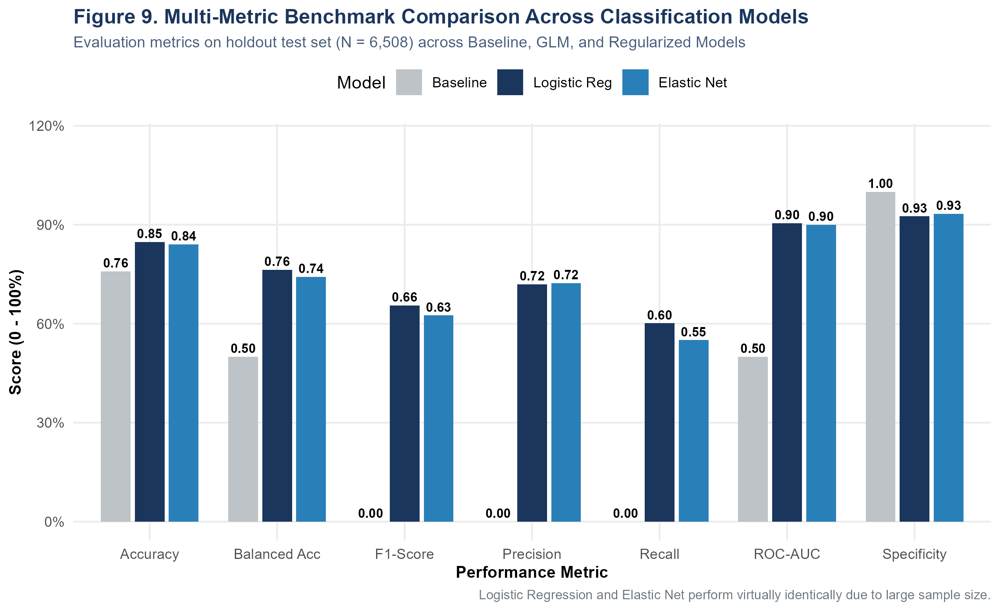 Figure 9. Multi-Metric Benchmark Comparison Across Classification Models
Evaluation metrics on holdout test set (N = 6,508) across Baseline, GLM, and Regularized Models
Model Baseline Logistic Reg Elastic Net
Score (0 - 100%)
120%
90%
60%
30%
0%
0.76 0.85 0.84
0.50 0.76 0.74
0.00 0.66 0.63
0.00 0.72 0.72
0.00 0.60 0.55
0.50 0.90 0.90
1.00 0.93 0.93
Accuracy Balanced Acc F1-Score Precision Recall ROC-AUC Specificity
Performance Metric
Logistic Regression and Elastic Net perform virtually identically due to large sample size.